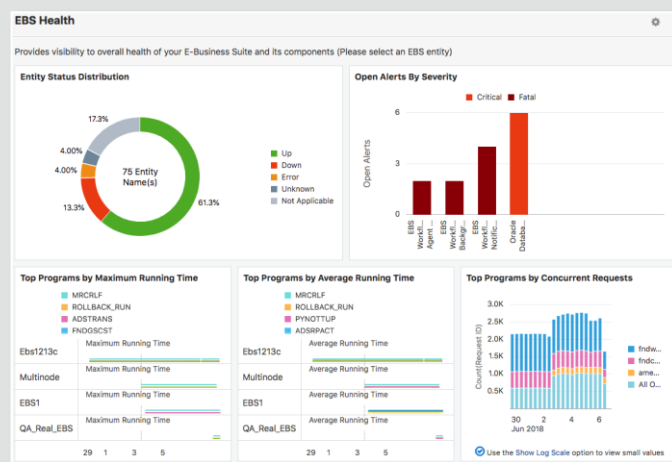 EBS Health
Provides visibility to overall health of your E-Business Suite and its components (Please select an EBS entity)
Entity Status Distribution
17.3%
4.00%
4.00%
13.3%
61.3%
75 Entity
Name(s)
Up
Down
Error
Unknown
Not Applicable
Open Alerts By Severity
Critical Fatal
Open Alerts
6
3
0
EBS
Workfl...
Agent ...
EBS
Workfl...
Backgr...
EBS
Workfl...
Notific...
Oracle
Databa...
Top Programs by Maximum Running Time
MRCRLF
ROLLBACK_RUN
ADSTRANS
FNDGSCST
Maximum Running Time
Ebs1213c
Maximum Running Time
Multinode
Maximum Running Time
EBS1
Maximum Running Time
QA_Real_EBS
29 1 3 5
Top Programs by Average Running Time
MRCRLF
ROLLBACK_RUN
PYNOTTUP
ADSRPACT
Average Running Time
Ebs1213c
Average Running Time
Multinode
Average Running Time
EBS1
Average Running Time
QA_Real_EBS
29 1 3 5
Top Programs by Concurrent Requests
Count(Request ID)
3.0K
2.5K
2.0K
1.5K
1.0K
0.5K
30 2 4 6
Jun 2018
fndw...
fndc...
ame...
All O...
Use the Show Log Scale option to view small values